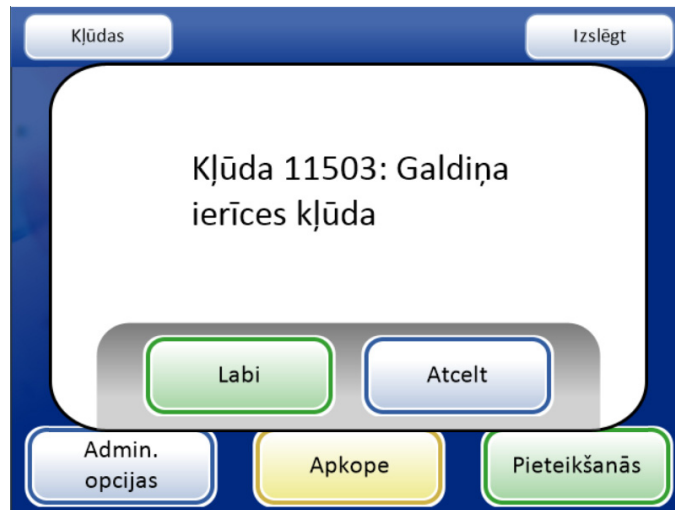 Kļūdas
Izslēgt
Kļūda 11503: Galdiņa
ierīces kļūda
Labi
Atcelt
Admin.
opcijas
Apkope
Pieteikšanās